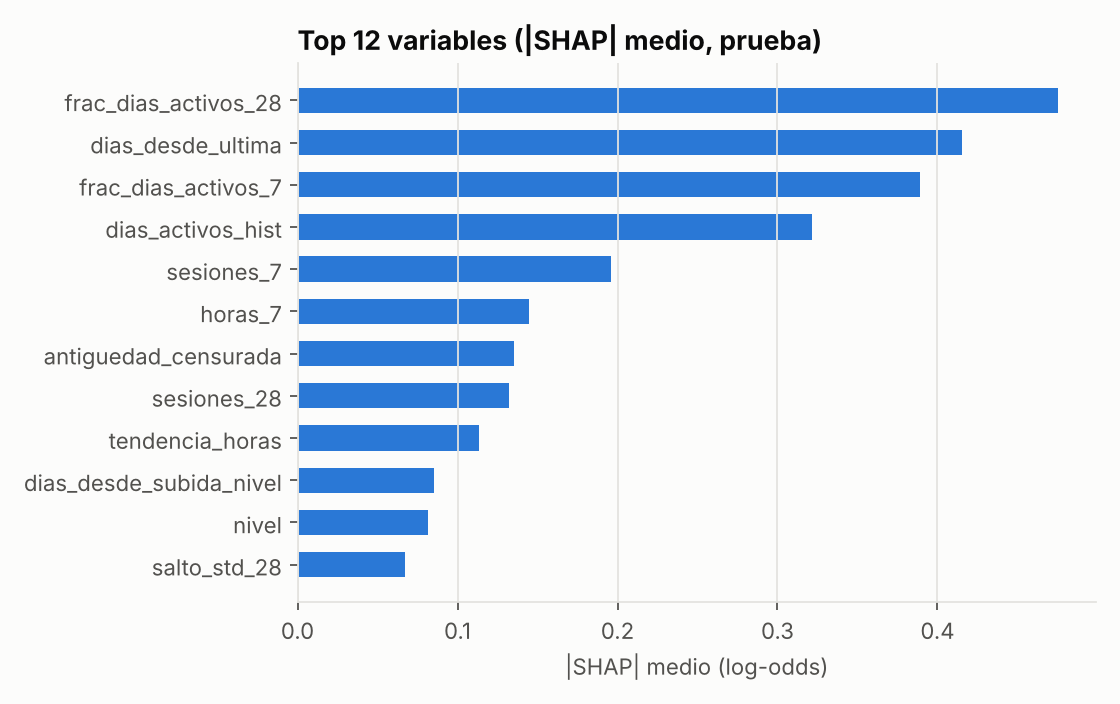 Top 12 variables (|SHAP| medio, prueba)
frac_dias_activos_28
dias_desde_ultima
frac_dias_activos_7
dias_activos_hist
sesiones_7
horas_7
antiguedad_censurada
sesiones_28
tendencia_horas
dias_desde_subida_nivel
nivel
salto_std_28
0.0 0.1 0.2 0.3 0.4
|SHAP| medio (log-odds)